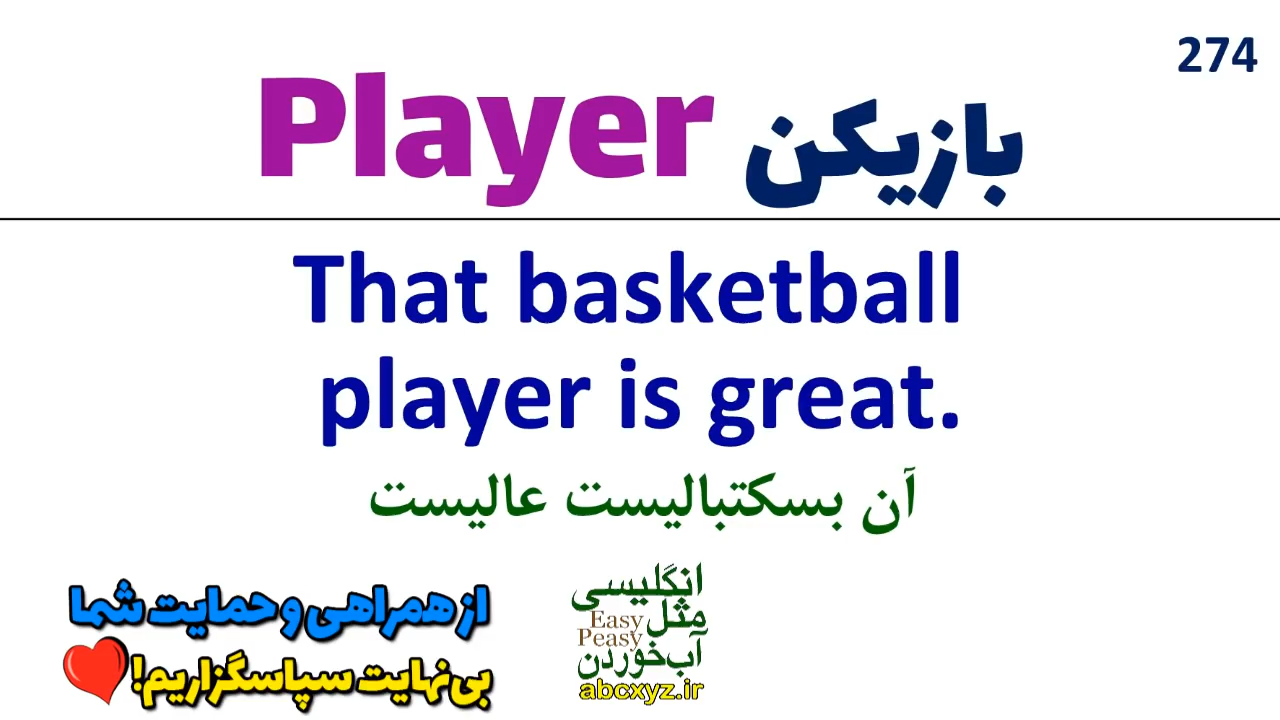 274
Player بازیکن
That basketball
player is great.
آن بسکتبالیست عالیست
از همراهی و حمایت شما
بی‌نهایت سپاسگزاریم!
انگلیسی
مثل Easy
Peasy
آب‌خوردن
abcxyz.ir